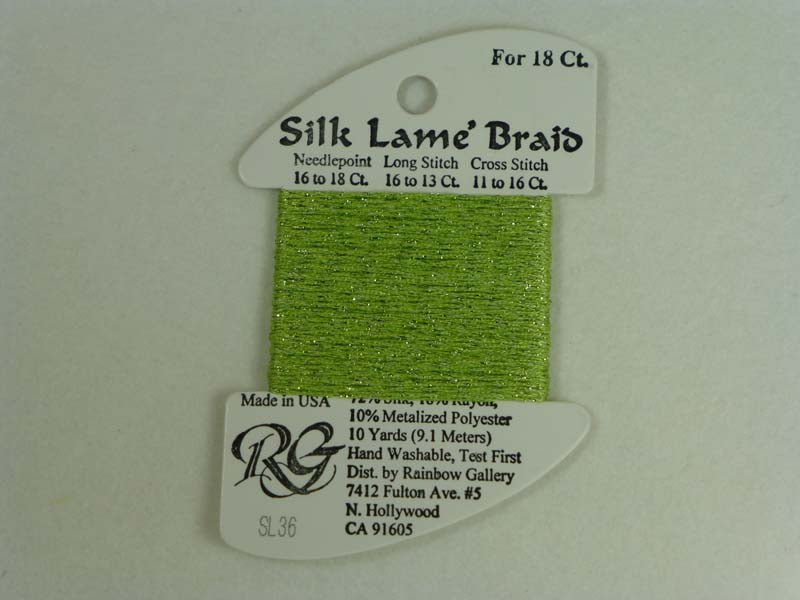 For 18 Ct.
Silk Lame' Braid
Needlepoint Long Stitch Cross Stitch
16 to 18 Ct. 16 to 13 Ct. 11 to 16 Ct.
Made in USA
72% Silk, 18% Rayon,
10% Metalized Polyester
10 Yards (9.1 Meters)
Hand Washable, Test First
Dist. by Rainbow Gallery
7412 Fulton Ave. #5
N. Hollywood
CA 91605
RG
SL36